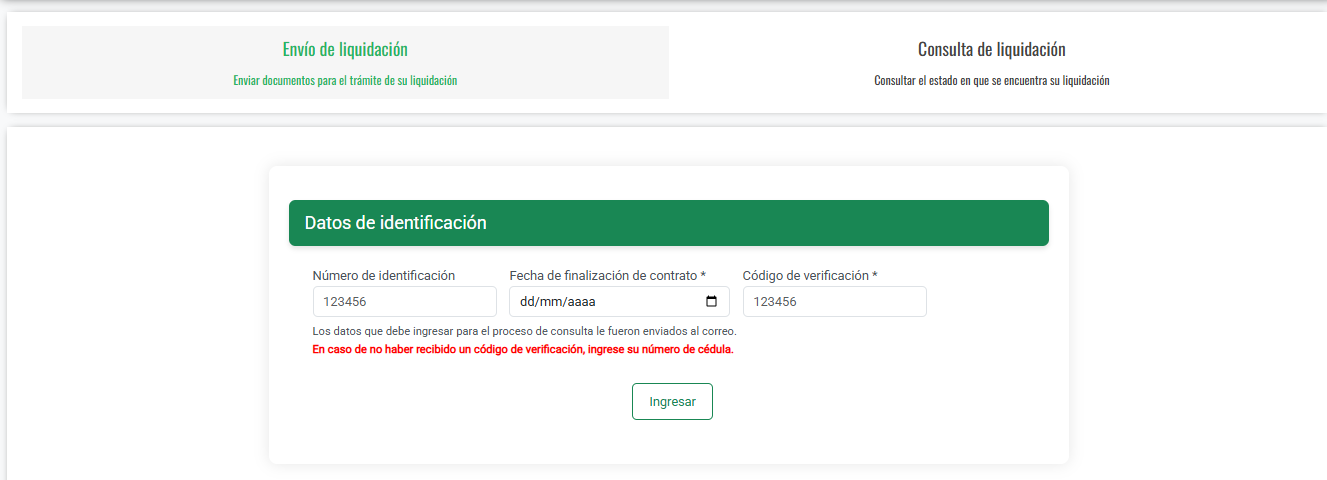 Envío de liquidación
Enviar documentos para el trámite de su liquidación
Consulta de liquidación
Consultar el estado en que se encuentra su liquidación
Datos de identificación
Número de identificación
Fecha de finalización de contrato *
Código de verificación *
123456
dd/mm/aaaa
123456
Los datos que debe ingresar para el proceso de consulta le fueron enviados al correo.
En caso de no haber recibido un código de verificación, ingrese su número de cédula.
Ingresar